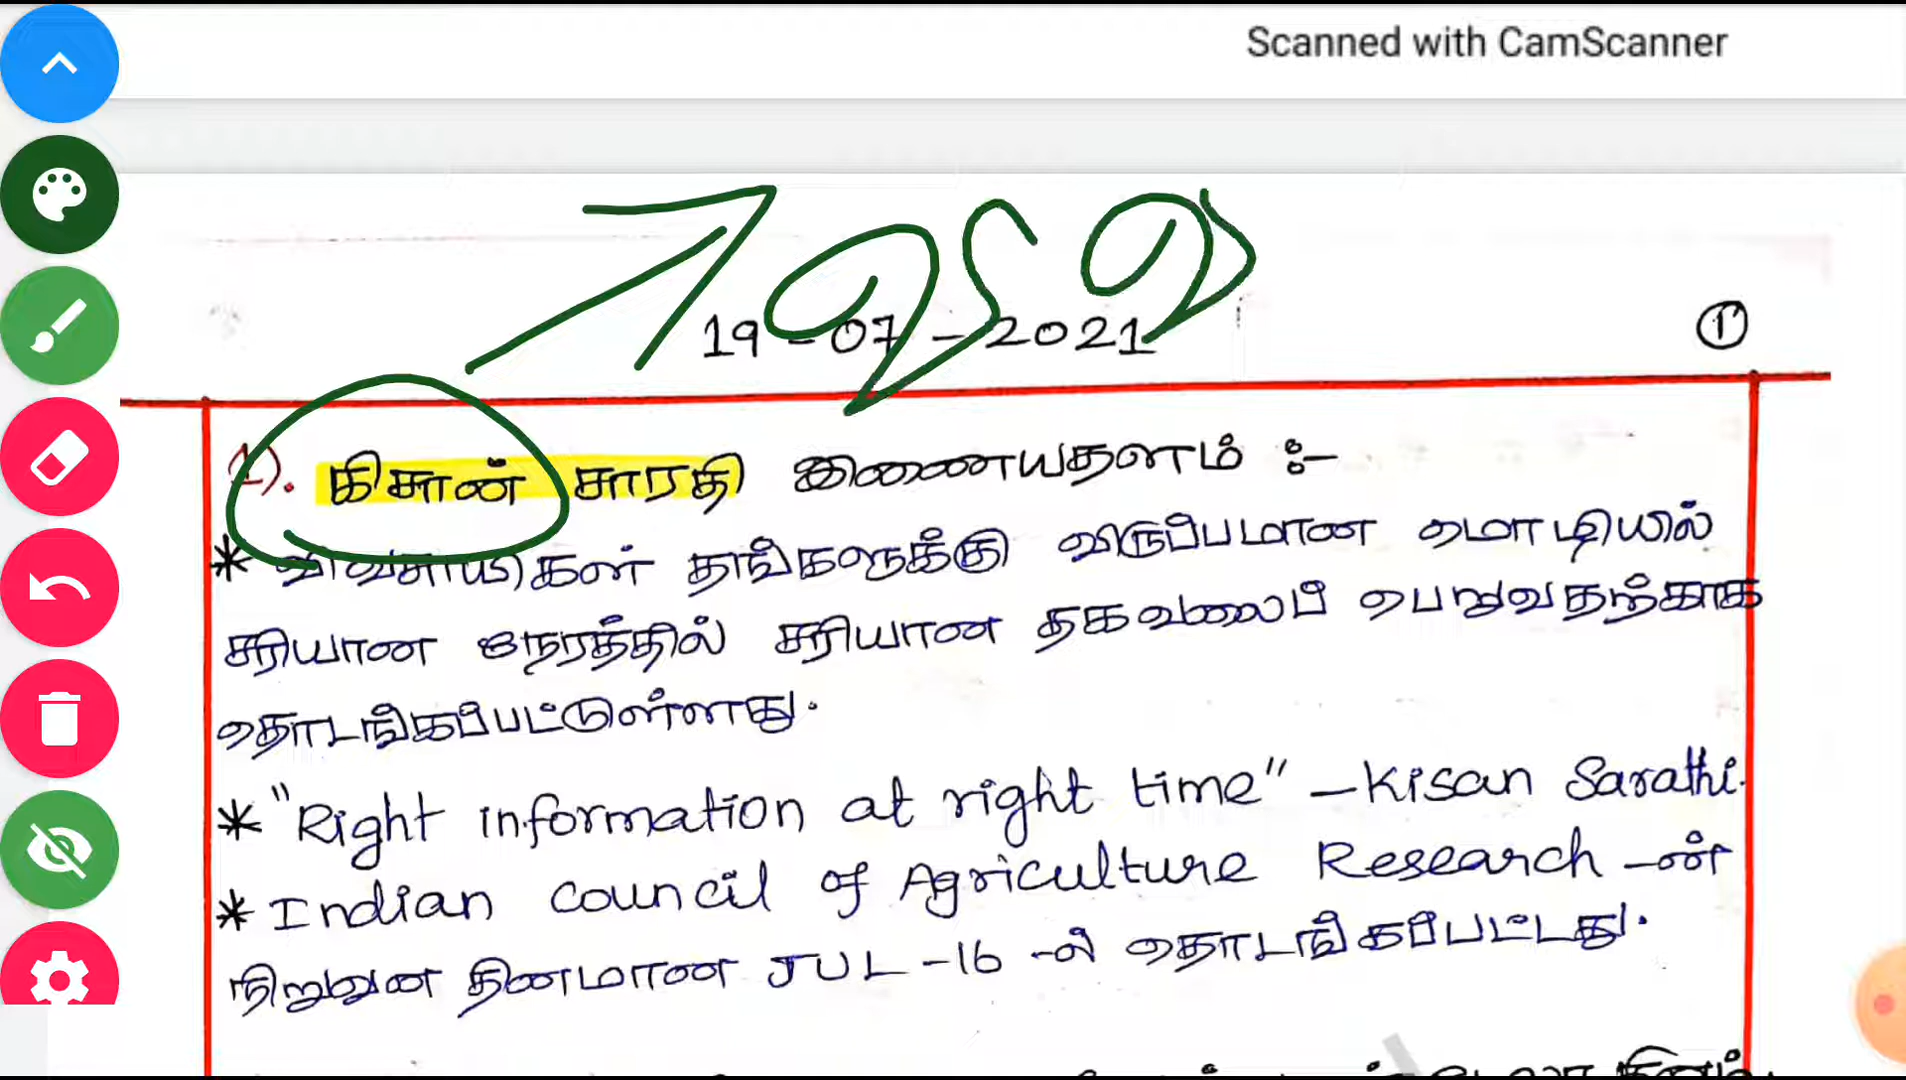 Scanned with CamScanner
19-07-2021 ①
1). கிசான் சாரதி இணையதளம் :-
* விவசாயிகள் தங்களுக்கு விருப்பமான மொழியில்
சரியான நேரத்தில் சரியான தகவலைப் பெறுவதற்காக
தொடங்கப்பட்டுள்ளது.
* "Right information at right time" - Kisan Sarathi.
* Indian council of Agriculture Research -ன்
நிறுவன தினமான JUL-16 -ல் தொடங்கப்பட்டது.